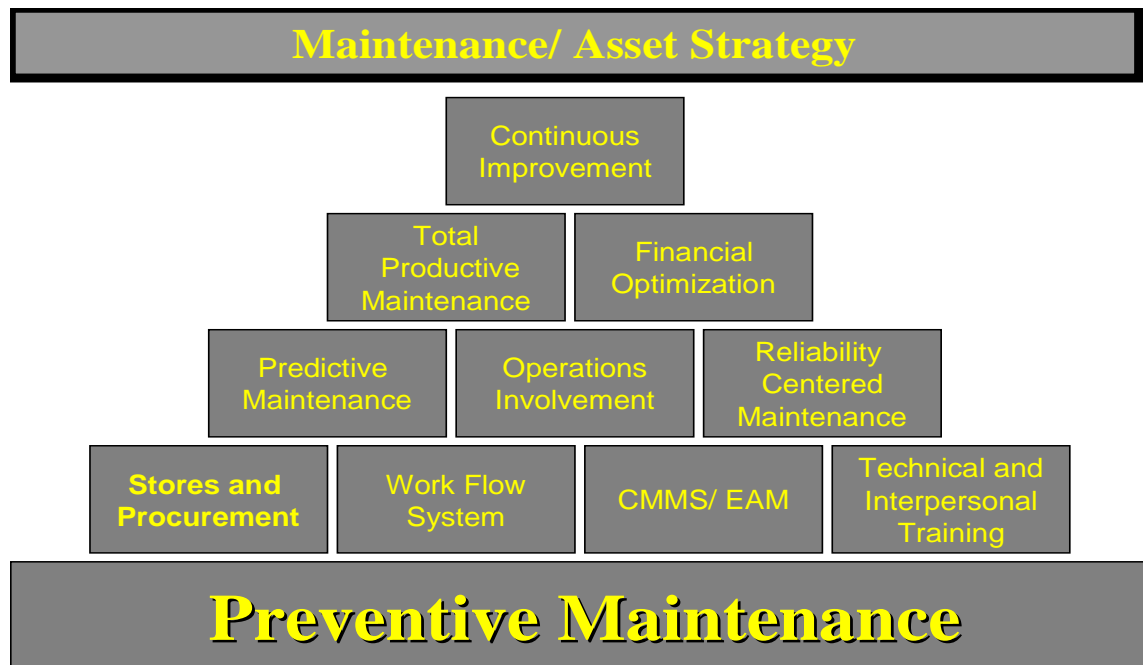 Maintenance/ Asset Strategy
Continuous
Improvement
Total
Productive
Maintenance
Financial
Optimization
Predictive
Maintenance
Operations
Involvement
Reliability
Centered
Maintenance
Stores and
Procurement
Work Flow
System
CMMS/ EAM
Technical and
Interpersonal
Training
Preventive Maintenance